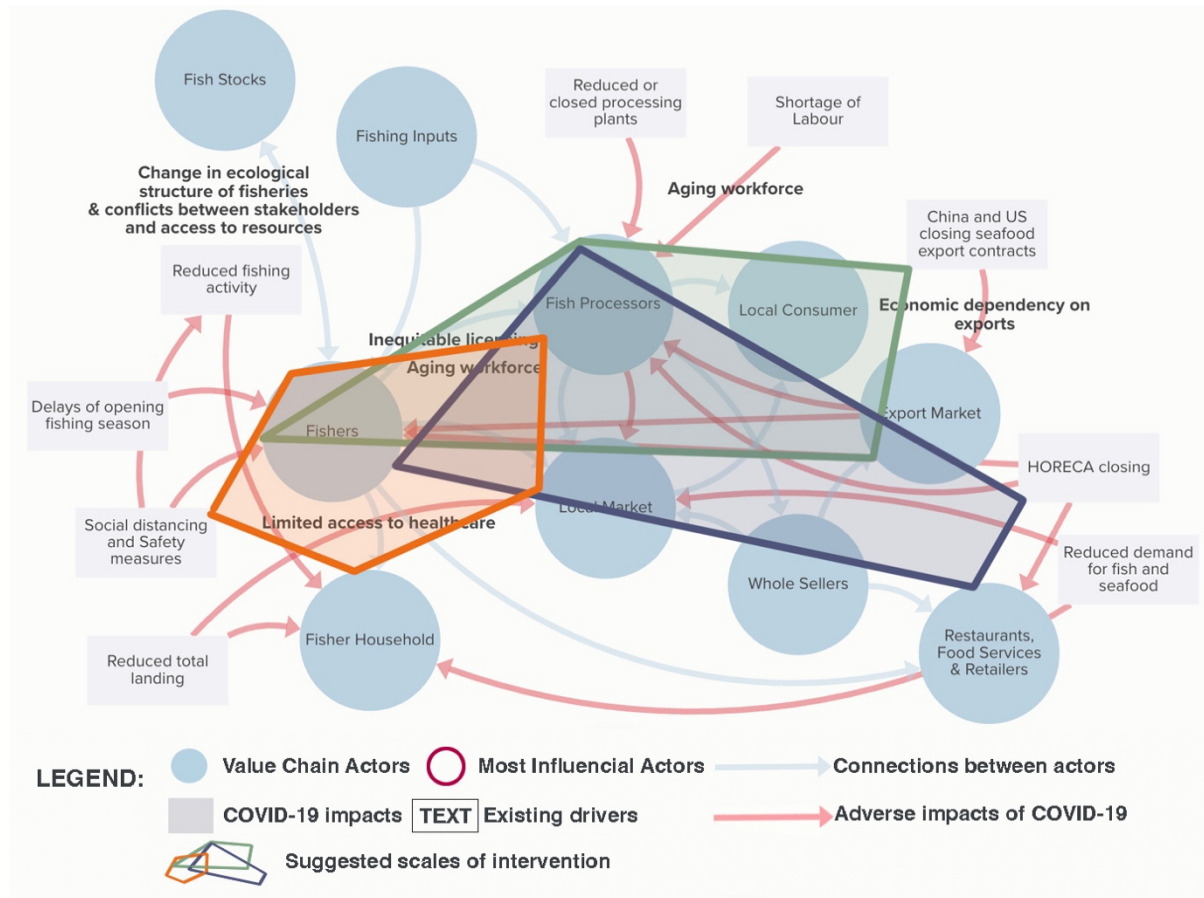 Fish Stocks
Fishing Inputs
Reduced or
closed processing
plants
Shortage of
Labour
Change in ecological
structure of fisheries
& conflicts between stakeholders
and access to resources
Aging workforce
China and US
closing seafood
export contracts
Reduced fishing
activity
Fish Processors
Local Consumer
Economic dependency on
exports
Inequitable licensing
Aging workforce
Delays of opening
fishing season
Fishers
Export Market
HORECA closing
Social distancing
and Safety
measures
Limited access to healthcare
Local Market
Reduced demand
for fish and
seafood
Whole Sellers
Reduced total
landing
Fisher Household
Restaurants,
Food Services
& Retailers
LEGEND:
Value Chain Actors
Most Influencial Actors
Connections between actors
COVID-19 impacts
TEXT Existing drivers
Adverse impacts of COVID-19
Suggested scales of intervention